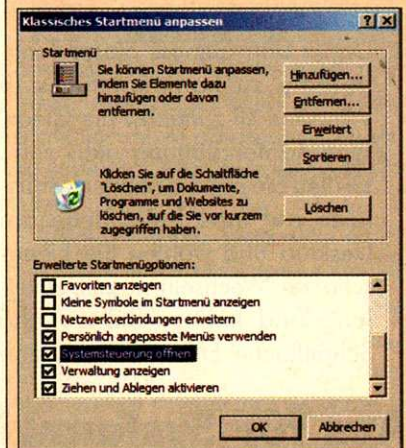 Klassisches Startmenü anpassen
Startmenü
Sie können Startmenü anpassen,
indem Sie Elemente dazu
hinzufügen oder davon
entfernen.
Hinzufügen...
Entfernen...
Erweitert
Sortieren
Klicken Sie auf die Schaltfläche
"Löschen", um Dokumente,
Programme und Websites zu
löschen, auf die Sie vor kurzem
zugegriffen haben.
Löschen
Erweiterte Startmenüoptionen:
Favoriten anzeigen
Kleine Symbole im Startmenü anzeigen
Netzwerkverbindungen erweitern
Persönlich angepasste Menüs verwenden
Systemsteuerung öffnen
Verwaltung anzeigen
Ziehen und Ablegen aktivieren
OK
Abbrechen